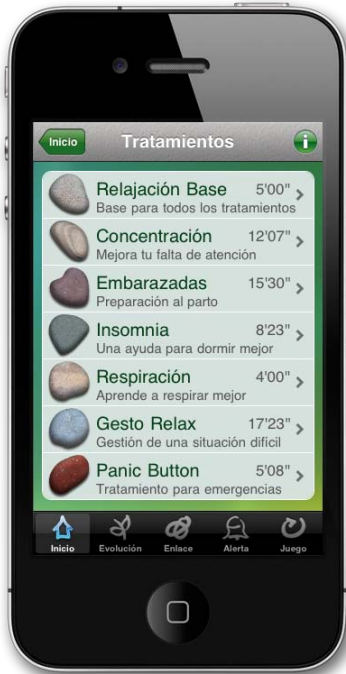 Inicio
Tratamientos
i
Relajación Base 5'00"
Base para todos los tratamientos
Concentración 12'07"
Mejora tu falta de atención
Embarazadas 15'30"
Preparación al parto
Insomnia 8'23"
Una ayuda para dormir mejor
Respiración 4'00"
Aprende a respirar mejor
Gesto Relax 17'23"
Gestión de una situación difícil
Panic Button 5'08"
Tratamiento para emergencias
Inicio Evolución Enlace Alerta Juego